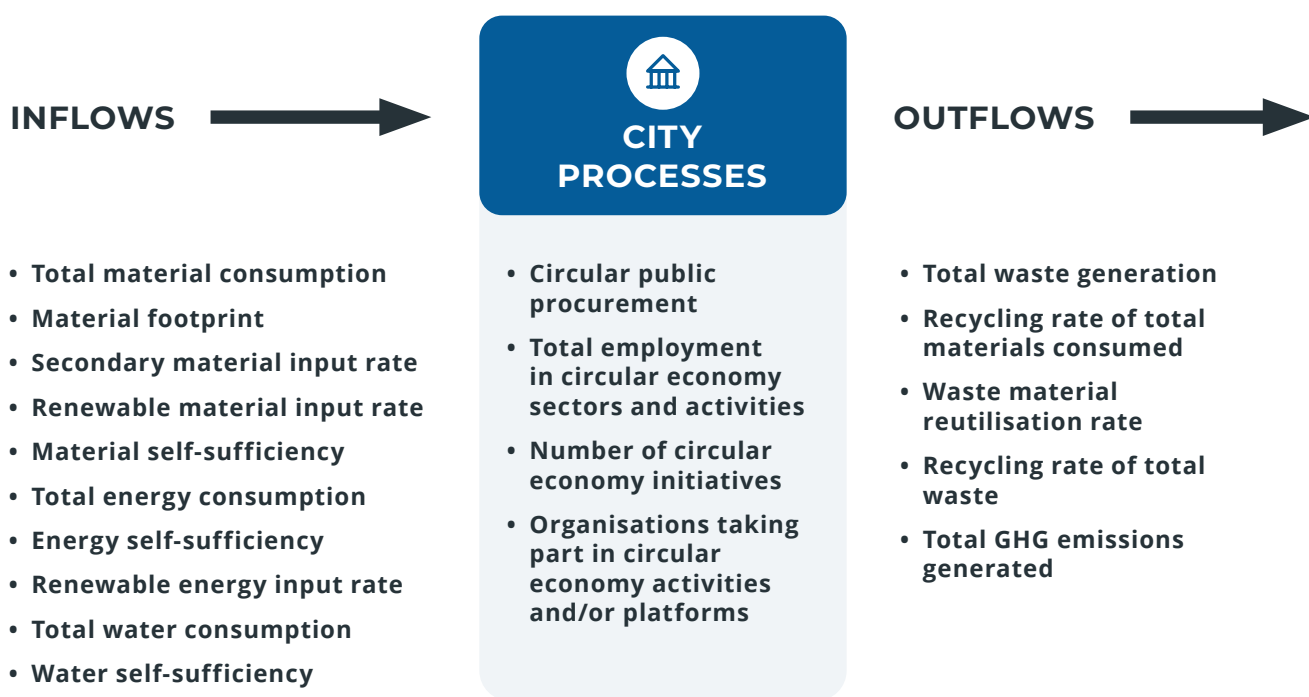 INFLOWS
• Total material consumption
• Material footprint
• Secondary material input rate
• Renewable material input rate
• Material self-sufficiency
• Total energy consumption
• Energy self-sufficiency
• Renewable energy input rate
• Total water consumption
• Water self-sufficiency
CITY
PROCESSES
• Circular public
procurement
• Total employment
in circular economy
sectors and activities
• Number of circular
economy initiatives
• Organisations taking
part in circular
economy activities
and/or platforms
OUTFLOWS
• Total waste generation
• Recycling rate of total
materials consumed
• Waste material
reutilisation rate
• Recycling rate of total
waste
• Total GHG emissions
generated